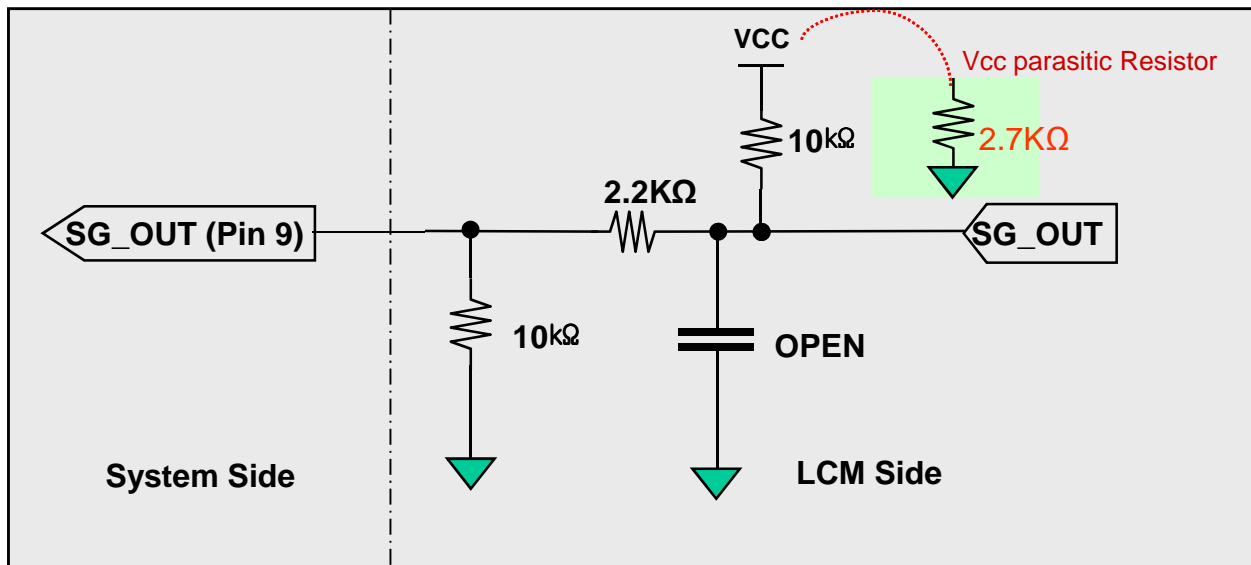 VCC
Vcc parasitic Resistor
10kΩ
2.7KΩ
2.2KΩ
SG_OUT (Pin 9)
SG_OUT
10kΩ
OPEN
System Side
LCM Side